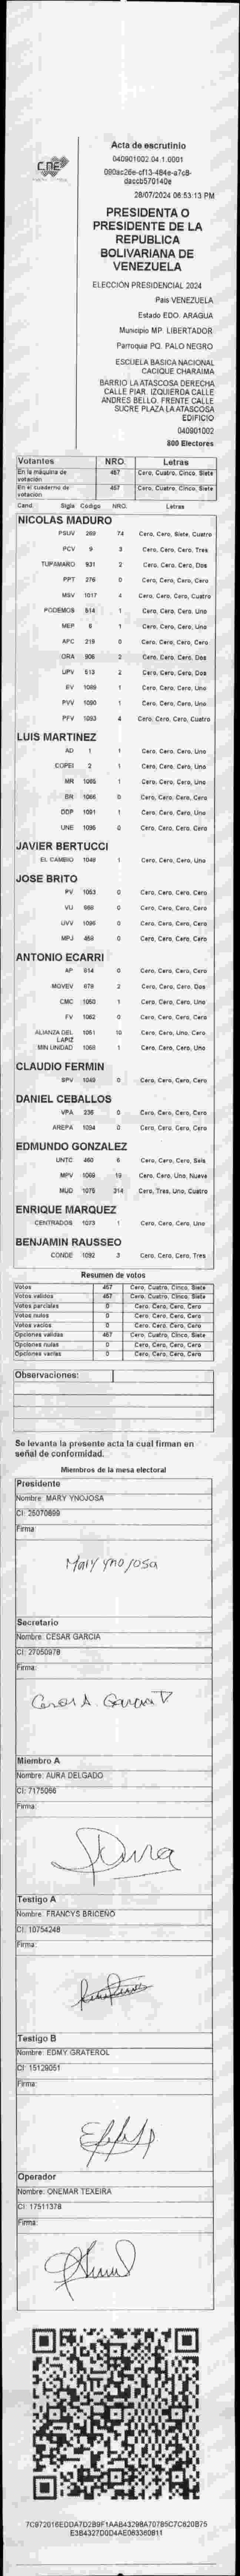 CNE
Acta de escrutinio
040901002.04.1.0001
090ac26e-cf13-484e-a7c8-
daccb570140e
28/07/2024 06:53:13 PM
PRESIDENTA O
PRESIDENTE DE LA
REPUBLICA
BOLIVARIANA DE
VENEZUELA
ELECCIÓN PRESIDENCIAL 2024
País VENEZUELA
Estado EDO. ARAGUA
Municipio MP. LIBERTADOR
Parroquia PQ. PALO NEGRO
ESCUELA BASICA NACIONAL
CACIQUE CHARAIMA
BARRIO LA ATASCOSA DERECHA
CALLE PIAR. IZQUIERDA CALLE
ANDRES BELLO. FRENTE CALLE
SUCRE PLAZA LA ATASCOSA
EDIFICIO
040901002
800 Electores
Votantes NRO. Letras
En la máquina de votación 467 Cero, Cuatro, Cinco, Siete
En el cuaderno de votación 457 Cero, Cuatro, Cinco, Siete
Cand. Sigla Código NRO. Letras
NICOLAS MADURO
PSUV 289 74 Cero, Cero, Siete, Cuatro
PCV 9 3 Cero, Cero, Cero, Tres
TUPAMARO 931 2 Cero, Cero, Cero, Dos
PPT 276 0 Cero, Cero, Cero, Cero
MSV 1017 4 Cero, Cero, Cero, Cuatro
PODEMOS 514 1 Cero, Cero, Cero, Uno
MEP 6 1 Cero, Cero, Cero, Uno
APC 219 0 Cero, Cero, Cero, Cero
ORA 906 2 Cero, Cero, Cero, Dos
UPV 513 2 Cero, Cero, Cero, Dos
EV 1089 1 Cero, Cero, Cero, Uno
PVV 1090 1 Cero, Cero, Cero, Uno
PFV 1093 4 Cero, Cero, Cero, Cuatro
LUIS MARTINEZ
AD 1 1 Cero, Cero, Cero, Uno
COPEI 2 1 Cero, Cero, Cero, Uno
MR 1085 1 Cero, Cero, Cero, Uno
BR 1066 0 Cero, Cero, Cero, Cero
DDP 1091 1 Cero, Cero, Cero, Uno
UNE 1095 0 Cero, Cero, Cero, Cero
JAVIER BERTUCCI
EL CAMBIO 1048 1 Cero, Cero, Cero, Uno
JOSE BRITO
PV 1053 0 Cero, Cero, Cero, Cero
VU 968 0 Cero, Cero, Cero, Cero
UVV 1096 0 Cero, Cero, Cero, Cero
MPJ 458 0 Cero, Cero, Cero, Cero
ANTONIO ECARRI
AP 914 0 Cero, Cero, Cero, Cero
MOVEV 679 2 Cero, Cero, Cero, Dos
CMC 1050 1 Cero, Cero, Cero, Uno
FV 1062 0 Cero, Cero, Cero, Cero
ALIANZA DEL LAPIZ 1051 10 Cero, Cero, Uno, Cero
MIN UNIDAD 1058 1 Cero, Cero, Cero, Uno
CLAUDIO FERMIN
SPV 1049 0 Cero, Cero, Cero, Cero
DANIEL CEBALLOS
VPA 236 0 Cero, Cero, Cero, Cero
AREPA 1094 0 Cero, Cero, Cero, Cero
EDMUNDO GONZALEZ
UNTC 460 6 Cero, Cero, Cero, Seis
MPV 1069 19 Cero, Cero, Uno, Nueve
MUD 1075 314 Cero, Tres, Uno, Cuatro
ENRIQUE MARQUEZ
CENTRADOS 1073 1 Cero, Cero, Cero, Uno
BENJAMIN RAUSSEO
CONDE 1092 3 Cero, Cero, Cero, Tres
Resumen de votos
Votos 457 Cero, Cuatro, Cinco, Siete
Votos válidos 457 Cero, Cuatro, Cinco, Siete
Votos parciales 0 Cero, Cero, Cero, Cero
Votos nulos 0 Cero, Cero, Cero, Cero
Votos vacíos 0 Cero, Cero, Cero, Cero
Opciones válidas 457 Cero, Cuatro, Cinco, Siete
Opciones nulas 0 Cero, Cero, Cero, Cero
Opciones vacías 0 Cero, Cero, Cero, Cero
Observaciones:
Se levanta la presente acta la cual firman en
señal de conformidad.
Miembros de la mesa electoral
Presidente
Nombre: MARY YNOJOSA
CI: 25070899
Firma:
Mary ynojosa
Secretario
Nombre: CESAR GARCIA
CI: 27050978
Firma:
Cesar A. Garcia V
Miembro A
Nombre: AURA DELGADO
CI: 7175066
Firma:
Testigo A
Nombre: FRANCYS BRICEÑO
CI: 10754248
Firma:
Testigo B
Nombre: EDMY GRATEROL
CI: 15129051
Firma:
Operador
Nombre: ONEMAR TEXEIRA
CI: 17511378
Firma:
7C972016EDDA7D2B9F1AAB43298A70785C7C620B75
E3B4327D0D4AE083360811